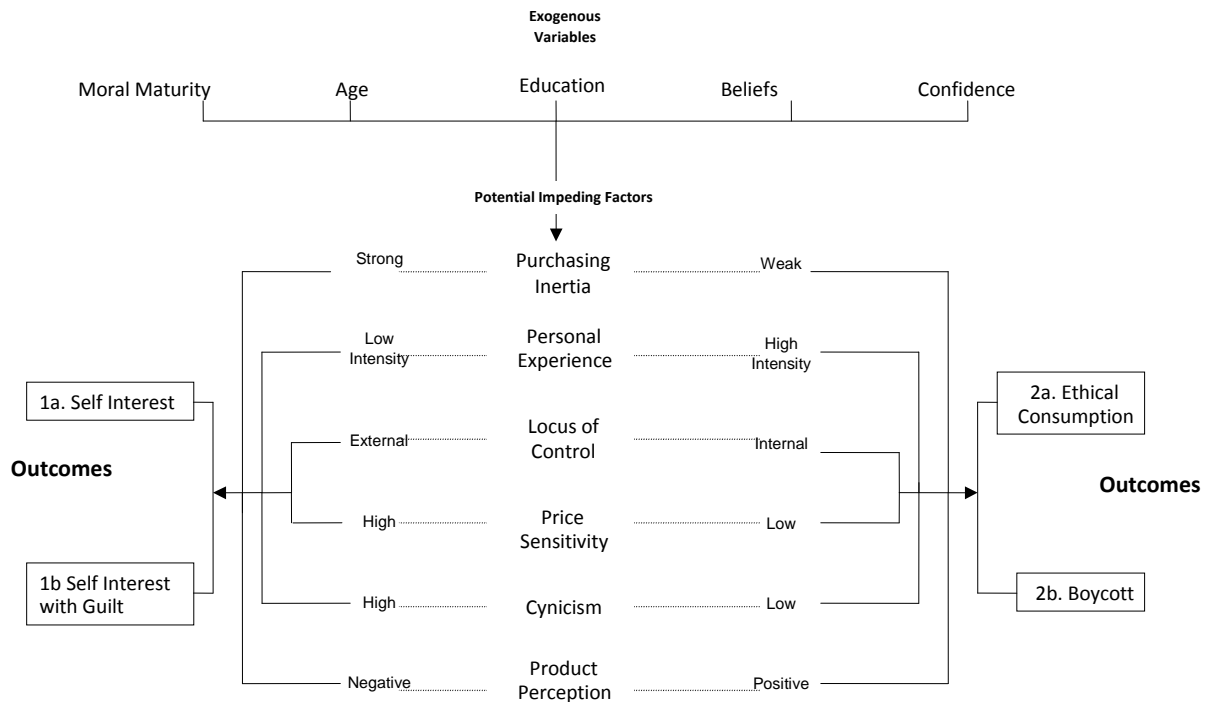 Exogenous
Variables
Moral Maturity
Age
Education
Beliefs
Confidence
Potential Impeding Factors
Strong
Purchasing
Inertia
Weak
Low
Intensity
Personal
Experience
High
Intensity
1a. Self Interest
2a. Ethical
Consumption
External
Locus of
Control
Internal
Outcomes
Outcomes
High
Price
Sensitivity
Low
1b Self Interest
with Guilt
High
Cynicism
Low
2b. Boycott
Negative
Product
Perception
Positive